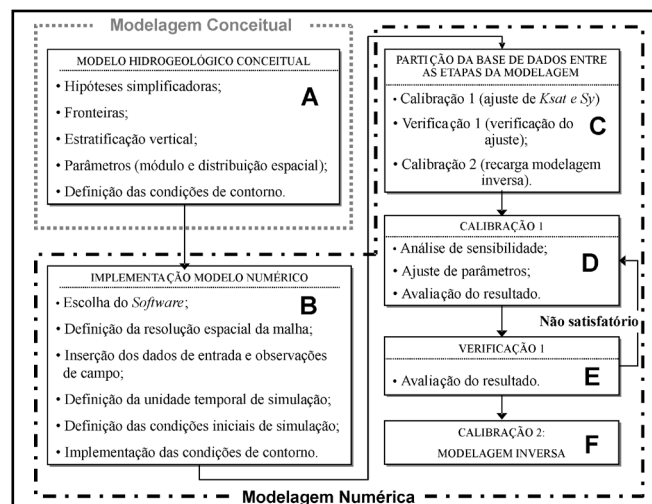 Modelagem Conceitual
MODELO HIDROGEOLÓGICO CONCEITUAL
• Hipóteses simplificadoras;
A
• Fronteiras;
• Estratificação vertical;
• Parâmetros (módulo e distribuição espacial);
• Definição das condições de contorno.
IMPLEMENTAÇÃO MODELO NUMÉRICO
• Escolha do Software;
B
• Definição da resolução espacial da malha;
• Inserção dos dados de entrada e observações
de campo;
• Definição da unidade temporal de simulação;
• Definição das condições iniciais de simulação;
• Implementação das condições de contorno.
PARTIÇÃO DA BASE DE DADOS ENTRE
AS ETAPAS DA MODELAGEM
• Calibração 1 (ajuste de Ksat e Sy)
C
• Verificação 1 (verificação do
ajuste);
• Calibração 2 (recarga modelagem
inversa).
CALIBRAÇÃO 1
• Análise de sensibilidade;
D
• Ajuste de parâmetros;
• Avaliação do resultado.
Não satisfatório
VERIFICAÇÃO 1
• Avaliação do resultado.
E
CALIBRAÇÃO 2:
MODELAGEM INVERSA
F
Modelagem Numérica